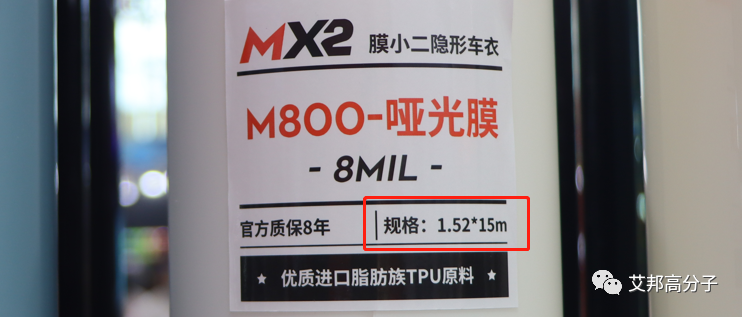 MX2 膜小二隐形车衣
M800-哑光膜
- 8MIL -
官方质保8年 规格：1.52*15m
★ 优质进口脂肪族TPU原料 ★
艾邦高分子